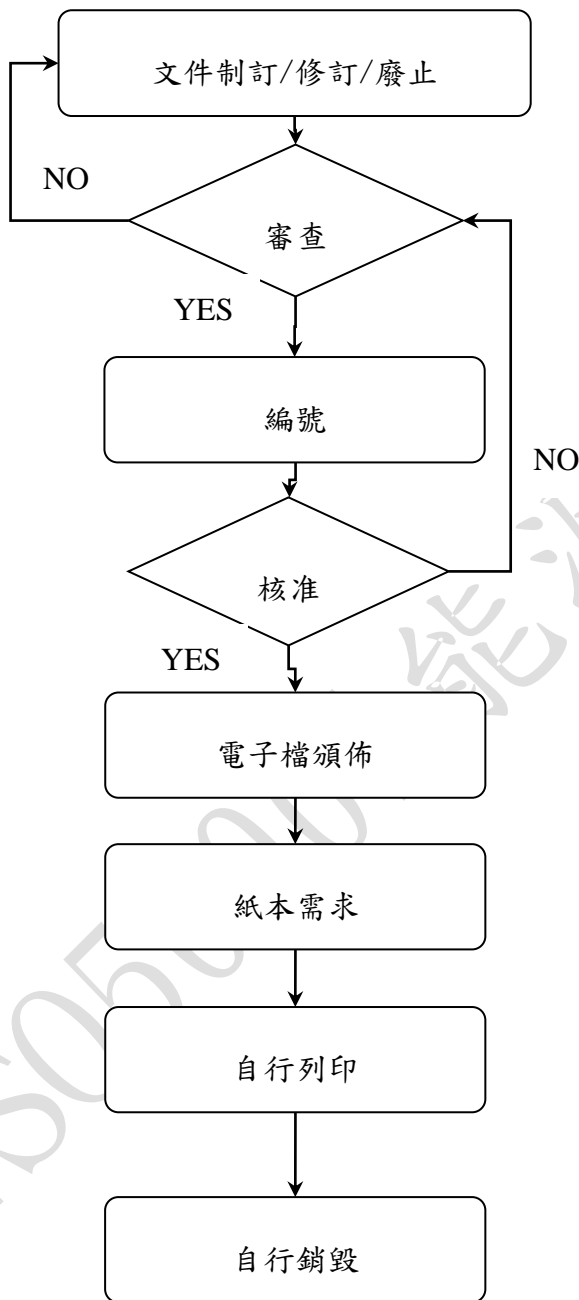 文件制訂/修訂/廢止
NO
審查
YES
編號
NO
核准
YES
電子檔頒佈
紙本需求
自行列印
自行銷毀